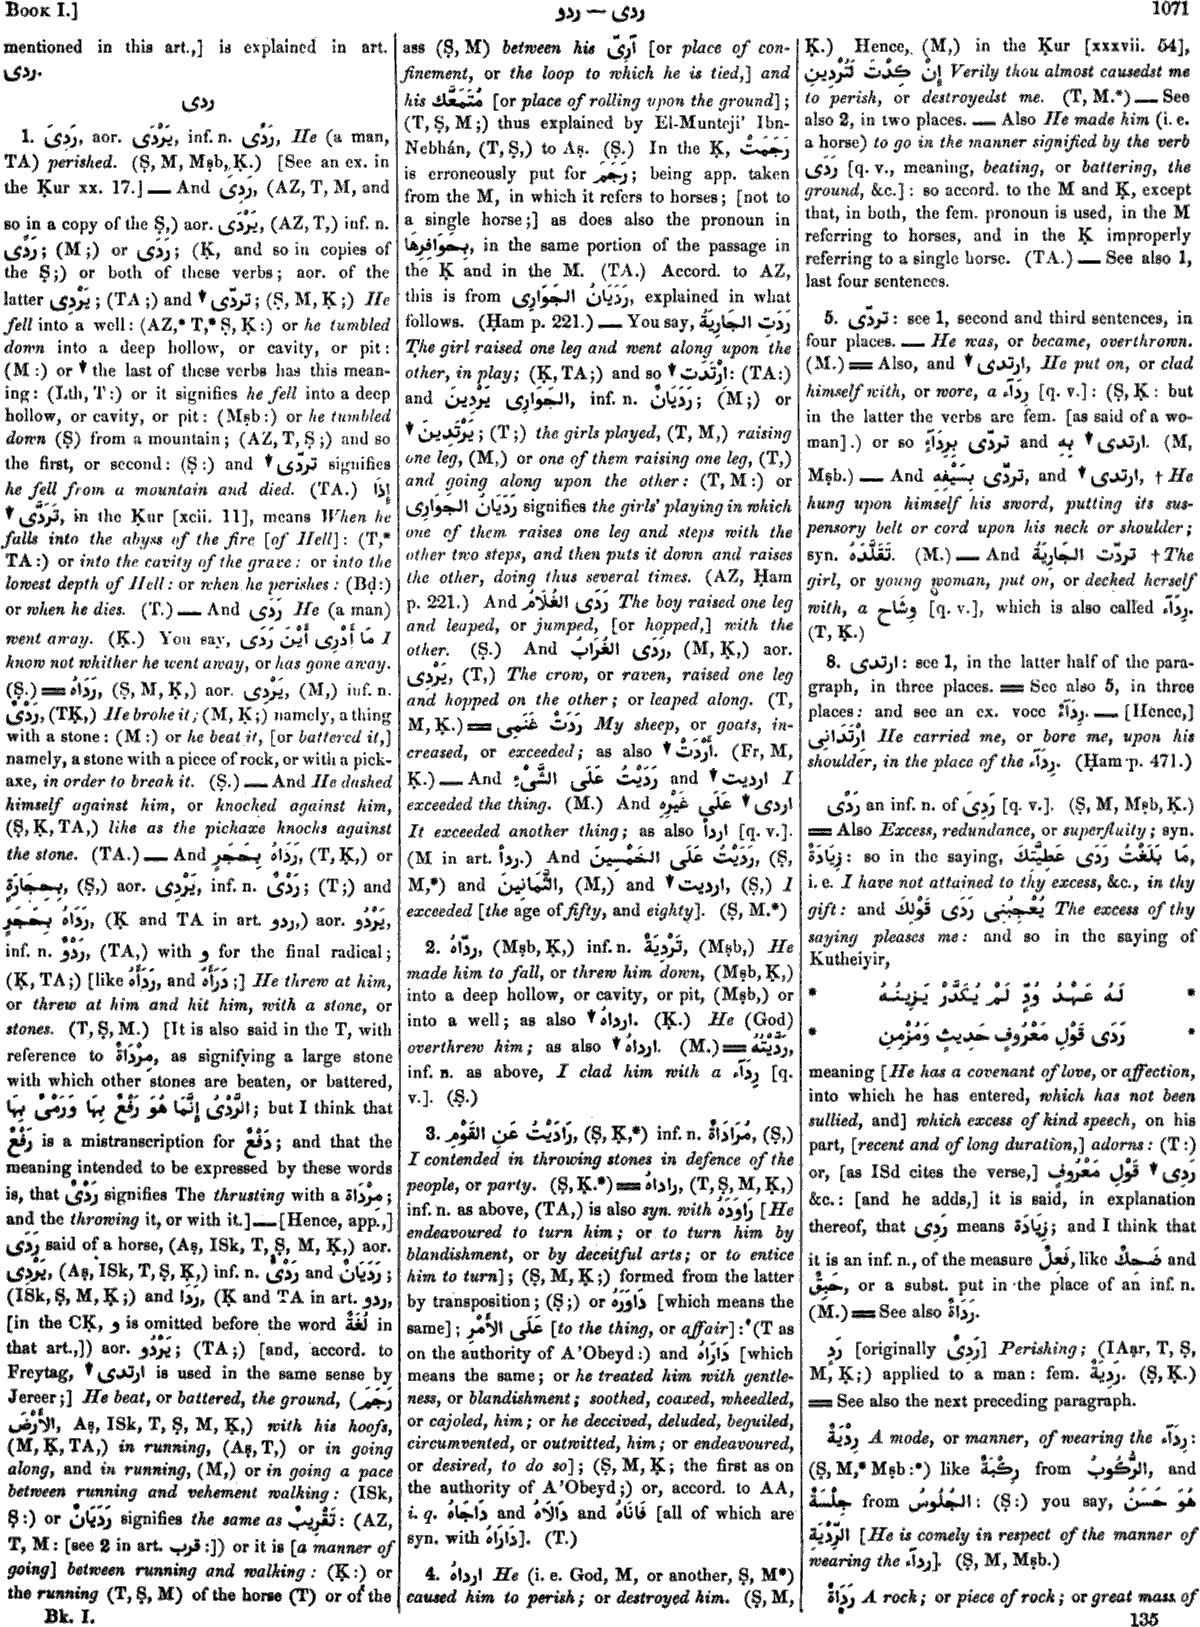 BOOK I.]
ردى — ردو
1071
mentioned in this art.,] is explained in art.
ردى.
ردى
1. رَدِىَ, aor. يَرْدَى, inf. n. رَدًى, He (a man,
TA) perished. (Ṣ, M, Mṣb, Ḳ.) [See an ex. in
the Ḳur xx. 17.] — And رَدِىَ, (AZ, T, M, and
so in a copy of the Ṣ,) aor. يَرْدَى, (AZ, T,) inf. n.
رَدًى; (M;) or رَدَى; (Ḳ, and so in copies of
the Ṣ;) or both of these verbs; aor. of the
latter يَرْدِى; (TA;) and ▼ تردّى; (Ṣ, M, Ḳ;) He
fell into a well: (AZ,* T,* Ṣ, Ḳ:) or he tumbled
down into a deep hollow, or cavity, or pit:
(M:) or ▼ the last of these verbs has this mean-
ing: (Lth, T:) or it signifies he fell into a deep
hollow, or cavity, or pit: (Mṣb:) or he tumbled
down (Ṣ) from a mountain; (AZ, T, Ṣ;) and so
the first, or second: (Ṣ:) and ▼ تردّى signifies
he fell from a mountain and died. (TA.) إِذَا
▼ تَرَدَّى, in the Ḳur [xcii. 11], means When he
falls into the abyss of the fire [of Hell]: (T,*
TA:) or into the cavity of the grave: or into the
lowest depth of Hell: or when he perishes: (Bḍ:)
or when he dies. (T.) — And رَدَى He (a man)
went away. (Ḳ.) You say, مَا أَدْرِى أَيْنَ رَدَى I
know not whither he went away, or has gone away.
(Ṣ.) = رَدَاهُ, (Ṣ, M, Ḳ,) aor. يَرْدِى, (M,) inf. n.
رَدْىٌ, (TḲ,) He broke it; (M, Ḳ;) namely, a thing
with a stone: (M:) or he beat it, [or battered it,]
namely, a stone with a piece of rock, or with a pick-
axe, in order to break it. (Ṣ.) — And He dashed
himself against him, or knocked against him,
(Ṣ, Ḳ, TA,) like as the pickaxe knocks against
the stone. (TA.) — And رَدَاهُ بِحَجَرٍ, (T, Ḳ,) or
بِحِجَارَةٍ, (Ṣ,) aor. يَرْدِى, inf. n. رَدْىٌ; (T;) and
رَدَاهُ بِحَجَرٍ, (Ḳ and TA in art. ردو,) aor. يَرْدُو,
inf. n. رَدْوٌ, (TA,) with و for the final radical;
(Ḳ, TA;) [like رَدَأَهُ, and دَرَأَهُ;] He threw at him,
or threw at him and hit him, with a stone, or
stones. (T, Ṣ, M.) [It is also said in the T, with
reference to مِرْدَاةٌ, as signifying a large stone
with which other stones are beaten, or battered,
الرَّدْىُ إِنَّمَا هُوَ رَفْعٌ بِهَا وَرَمْىٌ بِهَا; but I think that
رَفْعٌ is a mistranscription for دَفْعٌ; and that the
meaning intended to be expressed by these words
is, that رَدْىٌ signifies The thrusting with a مِرْدَاة;
and the throwing it, or with it.] — [Hence, app.,]
رَدَى said of a horse, (Aṣ, ISk, T, Ṣ, M, Ḳ,) aor.
يَرْدِى, (Aṣ, ISk, T, Ṣ, Ḳ,) inf. n. رَدْىٌ and رَدَيَانٌ;
(ISk, Ṣ, M, Ḳ;) and رَدَا, (Ḳ and TA in art. ردو,
[in the CḲ, و is omitted before the word لُغَةٌ in
that art.,]) aor. يَرْدُو; (TA;) [and, accord. to
Freytag, ▼ ارتدى is used in the same sense by
Jereer;] He beat, or battered, the ground, (رَجَمَ
الأَرْضَ, Aṣ, ISk, T, Ṣ, M, Ḳ,) with his hoofs,
(M, Ḳ, TA,) in running, (Aṣ, T,) or in going
along, and in running, (M,) or in going a pace
between running and vehement walking: (ISk,
Ṣ:) or رَدَيَانٌ signifies the same as تَقْرِيبٌ: (AZ,
T, M: [see 2 in art. قرب:]) or it is [a manner of
going] between running and walking: (Ḳ:) or
the running (T, Ṣ, M) of the horse (T) or of the
Bk. I.
ass (Ṣ, M) between his آرِىّ [or place of con-
finement, or the loop to which he is tied,] and
his مُتَمَعَّك [or place of rolling upon the ground];
(T, Ṣ, M;) thus explained by El-Munteji' Ibn-
Nebhán, (T, Ṣ,) to Aṣ. (Ṣ.) In the Ḳ, رَجَمَتْ
is erroneously put for رَجَمَ; being app. taken
from the M, in which it refers to horses; [not to
a single horse;] as does also the pronoun in
بِحَوَافِرِهَا, in the same portion of the passage in
the Ḳ and in the M. (TA.) Accord. to AZ,
this is from رَدَيَانُ الجَوَارِى, explained in what
follows. (Ḥam p. 221.) — You say, رَدَتِ الجَارِيَةُ
The girl raised one leg and went along upon the
other, in play; (Ḳ, TA;) and so ▼ ارْتَدَتْ: (TA:)
and الجَوَارِى يَرْدِينَ, inf. n. رَدَيَانٌ; (M;) or
▼ يَرْتَدِينَ; (T;) the girls played, (T, M,) raising
one leg, (M,) or one of them raising one leg, (T,)
and going along upon the other: (T, M:) or
رَدَيَانُ الجَوَارِى signifies the girls' playing in which
one of them raises one leg and steps with the
other two steps, and then puts it down and raises
the other, doing thus several times. (AZ, Ḥam
p. 221.) And رَدَى الغُلَامُ The boy raised one leg
and leaped, or jumped, [or hopped,] with the
other. (Ṣ.) And رَدَى الغُرَابُ, (M, Ḳ,) aor.
يَرْدِى, (T,) The crow, or raven, raised one leg
and hopped on the other; or leaped along. (T,
M, Ḳ.) = رَدَتْ غَنَمِى My sheep, or goats, in-
creased, or exceeded; as also ▼ أَرْدَتْ. (Fr, M,
Ḳ.) — And رَدَيْتُ عَلَى الشَّىْءِ and ▼ ارديت I
exceeded the thing. (M.) And ▼ اردى عَلَى غَيْرِهِ
It exceeded another thing; as also اردأ [q. v.].
(M in art. ردأ.) And رَدَيْتُ عَلَى الخَمْسِينَ, (Ṣ,
M,*) and الثَّمَانِينَ, (M,) and ▼ ارديت, (Ṣ,) I
exceeded [the age of fifty, and eighty]. (Ṣ, M.*)
2. ردّاهُ, (Mṣb, Ḳ,) inf. n. تَرْدِيَةٌ, (Mṣb,) He
made him to fall, or threw him down, (Mṣb, Ḳ,)
into a deep hollow, or cavity, or pit, (Mṣb,) or
into a well; as also ▼ ارداهُ. (Ḳ.) He (God)
overthrew him; as also ▼ ارداهُ. (M.) = رَدَّيْتُهُ,
inf. n. as above, I clad him with a رِدَآء [q.
v.]. (Ṣ.)
3. رَادَيْتُ عَنِ القَوْمِ, (Ṣ, Ḳ,*) inf. n. مُرَادَاةٌ, (Ṣ,)
I contended in throwing stones in defence of the
people, or party. (Ṣ, Ḳ.*) = راداهُ, (T, Ṣ, M, Ḳ,)
inf. n. as above, (TA,) is also syn. with رَاوَدَهُ [He
endeavoured to turn him; or to turn him by
blandishment, or by deceitful arts; or to entice
him to turn]; (Ṣ, M, Ḳ;) formed from the latter
by transposition; (Ṣ;) or دَاوَرَهُ [which means the
same]; عَلَى الأَمْرِ [to the thing, or affair]: (T as
on the authority of A'Obeyd:) and دَارَاهُ [which
means the same; or he treated him with gentle-
ness, or blandishment; soothed, coaxed, wheedled,
or cajoled, him; or he deceived, deluded, beguiled,
circumvented, or outwitted, him; or endeavoured,
or desired, to do so]; (Ṣ, M, Ḳ; the first as on
the authority of A'Obeyd;) or, accord. to AA,
i. q. دَاجَاهُ and دَالَاهُ and فَانَاهُ [all of which are
syn. with دَارَاهُ]. (T.)
4. ارداهُ He (i. e. God, M, or another, Ṣ, M*)
caused him to perish; or destroyed him. (Ṣ, M,
Ḳ.) Hence, (M,) in the Ḳur [xxxvii. 54],
إِنْ كِدْتَ لَتُرْدِينِ Verily thou almost causedst me
to perish, or destroyedst me. (T, M.*) — See
also 2, in two places. — Also He made him (i. e.
a horse) to go in the manner signified by the verb
رَدَى [q. v., meaning, beating, or battering, the
ground, &c.]: so accord. to the M and Ḳ, except
that, in both, the fem. pronoun is used, in the M
referring to horses, and in the Ḳ improperly
referring to a single horse. (TA.) — See also 1,
last four sentences.
5. تردّى: see 1, second and third sentences, in
four places. — He was, or became, overthrown.
(M.) = Also, and ▼ ارتدى, He put on, or clad
himself with, or wore, a رِدَآء [q. v.]: (Ṣ, Ḳ: but
in the latter the verbs are fem. [as said of a wo-
man].) or so تردّى بِرِدَآءٍ and ▼ ارتدى بِهِ. (M,
Mṣb.) — And تردّى بِسَيْفِهِ, and ▼ ارتدى, † He
hung upon himself his sword, putting its sus-
pensory belt or cord upon his neck or shoulder;
syn. تَقَلَّدَهُ. (M.) — And تردّت الجَارِيَةُ † The
girl, or young woman, put on, or decked herself
with, a وِشَاح [q. v.], which is also called رِدَآء.
(T, Ḳ.)
8. ارتدى: see 1, in the latter half of the para-
graph, in three places. = See also 5, in three
places: and see an ex. voce رِدَآءٌ. — [Hence,]
اِرْتَدَانِى He carried me, or bore me, upon his
shoulder, in the place of the رِدَآء. (Ḥam p. 471.)
رَدًى an inf. n. of رَدِىَ [q. v.]. (Ṣ, M, Mṣb, Ḳ.)
= Also Excess, redundance, or superfluity; syn.
زِيَادَةٌ: so in the saying, مَا بَلَغْتُ رَدَى عَطِيَّتِكَ,
i. e. I have not attained to thy excess, &c., in thy
gift: and يُعْجِبُنِى رَدَى قَوْلِكَ The excess of thy
saying pleases me: and so in the saying of
Kutheiyir,
* لَهُ عَهْدُ وُدٍّ لَمْ يُكَدَّرْ يَزِينُهُ *
* رَدَى قَوْلِ مَعْرُوفٍ حَدِيثٍ وَمُزْمِنِ *
meaning [He has a covenant of love, or affection,
into which he has entered, which has not been
sullied, and] which excess of kind speech, on his
part, [recent and of long duration,] adorns: (T:)
or, [as ISd cites the verse,] ▼ رَدِى قَوْلِ مَعْرُوفٍ
&c.: [and he adds,] it is said, in explanation
thereof, that رَدِى means زِيَادَة; and I think that
it is an inf. n., of the measure فَعِلٌ, like ضَحِكٌ and
حَبِقٌ, or a subst. put in the place of an inf. n.
(M.) = See also رَدَاةٌ.
رَدٍ [originally رَدِىٌ] Perishing; (IAạr, T, Ṣ,
M, Ḳ;) applied to a man: fem. رَدِيَةٌ. (Ṣ, Ḳ.)
= See also the next preceding paragraph.
رِدْيَةٌ A mode, or manner, of wearing the رِدَآء:
(Ṣ, M,* Mṣb:*) like رِكْبَةٌ from الرُّكُوبُ, and
جِلْسَةٌ from الجُلُوسُ: (Ṣ:) you say, هُوَ حَسَنُ
الرِّدْيَةِ [He is comely in respect of the manner of
wearing the رداء]. (Ṣ, M, Mṣb.)
رَدَاةٌ A rock; or piece of rock; or great mass of
135